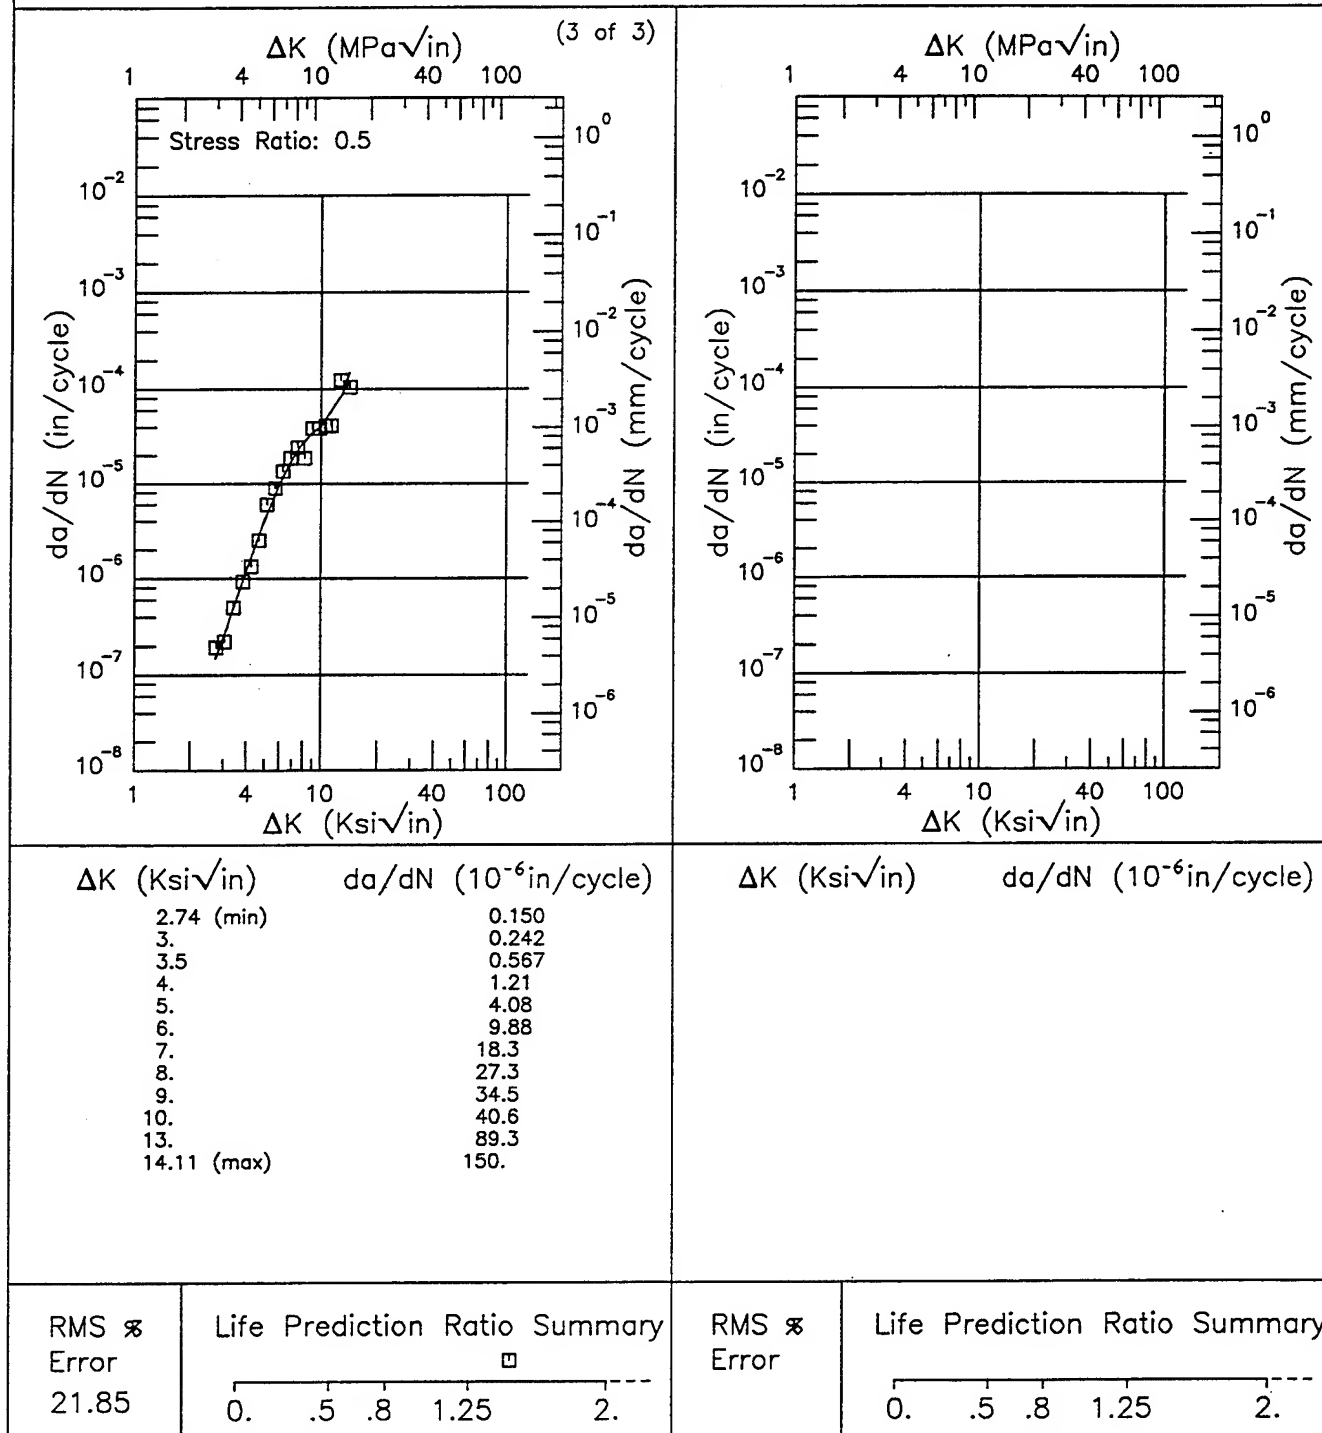 (3 of 3)
ΔK (MPa√in)
1 4 10 40 100
Stress Ratio: 0.5
10⁻²
10⁻³
10⁻⁴
10⁻⁵
10⁻⁶
10⁻⁷
10⁻⁸
da/dN (in/cycle)
10⁰
10⁻¹
10⁻²
10⁻³
10⁻⁴
10⁻⁵
10⁻⁶
da/dN (mm/cycle)
1 4 10 40 100
ΔK (Ksi√in)
ΔK (MPa√in)
1 4 10 40 100
10⁻²
10⁻³
10⁻⁴
10⁻⁵
10⁻⁶
10⁻⁷
10⁻⁸
da/dN (in/cycle)
10⁰
10⁻¹
10⁻²
10⁻³
10⁻⁴
10⁻⁵
10⁻⁶
da/dN (mm/cycle)
1 4 10 40 100
ΔK (Ksi√in)
ΔK (Ksi√in) da/dN (10⁻⁶in/cycle)
2.74 (min) 0.150
3. 0.242
3.5 0.567
4. 1.21
5. 4.08
6. 9.88
7. 18.3
8. 27.3
9. 34.5
10. 40.6
13. 89.3
14.11 (max) 150.
ΔK (Ksi√in) da/dN (10⁻⁶in/cycle)
RMS %
Error
21.85
Life Prediction Ratio Summary
0. .5 .8 1.25 2.
RMS %
Error
Life Prediction Ratio Summary
0. .5 .8 1.25 2.